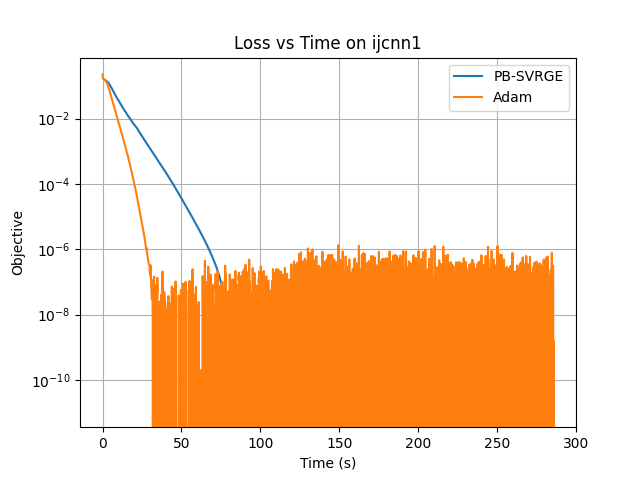 Loss vs Time on ijcnn1
PB-SVRGE
Adam
Objective
10⁻²
10⁻⁴
10⁻⁶
10⁻⁸
10⁻¹⁰
0 50 100 150 200 250 300
Time (s)